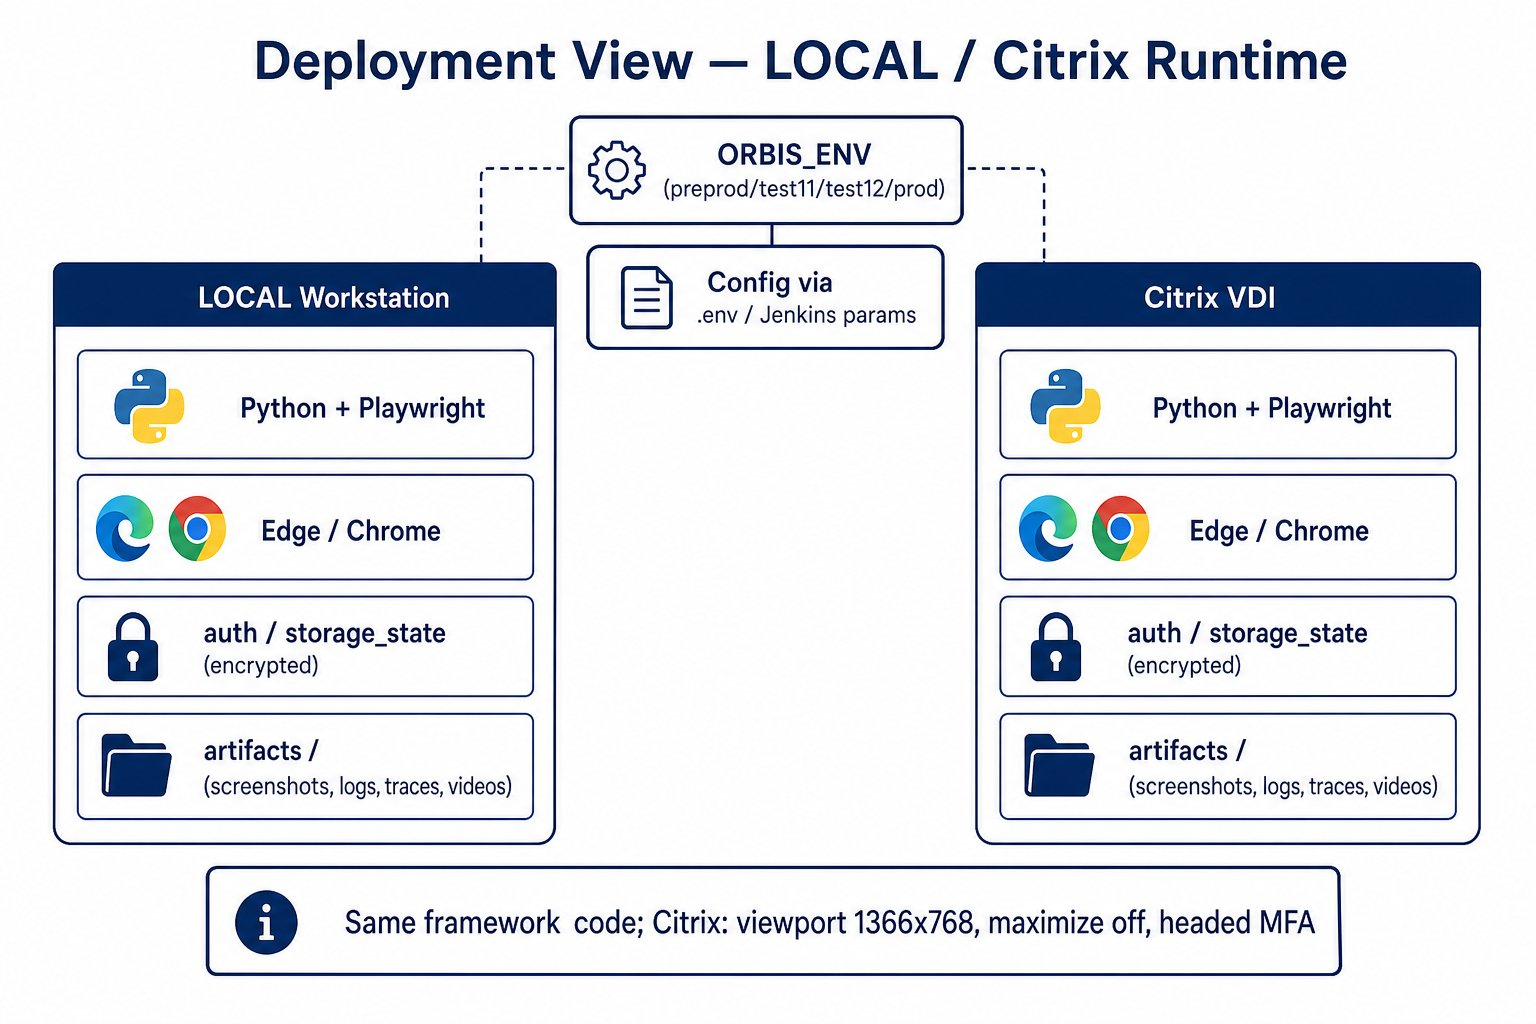 Deployment View — LOCAL / Citrix Runtime
ORBIS_ENV
(preprod/test11/test12/prod)
Config via
.env / Jenkins params
LOCAL Workstation
Python + Playwright
Edge / Chrome
auth / storage_state
(encrypted)
artifacts /
(screenshots, logs, traces, videos)
Citrix VDI
Python + Playwright
Edge / Chrome
auth / storage_state
(encrypted)
artifacts /
(screenshots, logs, traces, videos)
Same framework code; Citrix: viewport 1366x768, maximize off, headed MFA